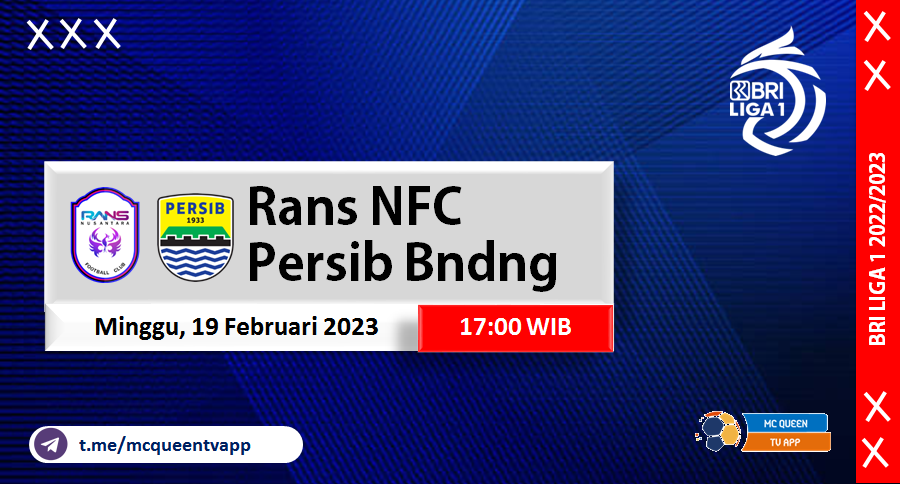 X X X
BRI
LIGA 1
RANS
NUSANTARA
FOOTBALL CLUB
PERSIB
1933
Rans NFC
Persib Bndng
Minggu, 19 Februari 2023
17:00 WIB
BRI LIGA 1 2022/2023
t.me/mcqueentvapp
MC QUEEN
TV APP